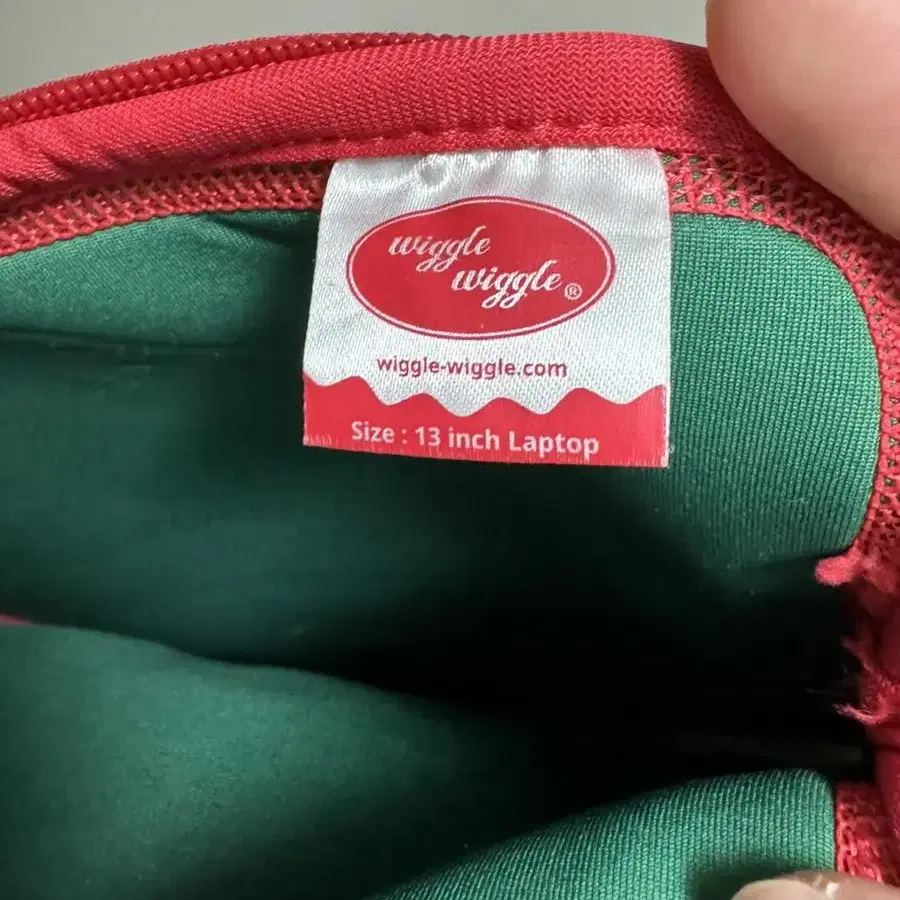 wiggle
wiggle®
wiggle-wiggle.com
Size : 13 inch Laptop